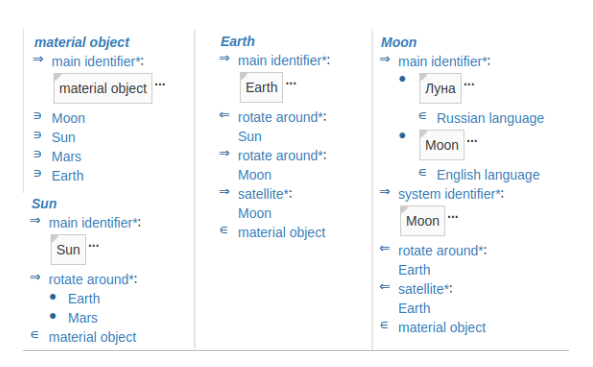 material object
⇒ main identifier*:
material object ...
∋ Moon
∋ Sun
∋ Mars
∋ Earth
Sun
⇒ main identifier*:
Sun ...
⇒ rotate around*:
• Earth
• Mars
∈ material object
Earth
⇒ main identifier*:
Earth ...
⇐ rotate around*:
Sun
⇒ rotate around*:
Moon
⇒ satellite*:
Moon
∈ material object
Moon
⇒ main identifier*:
• Луна ...
∈ Russian language
• Moon ...
∈ English language
⇒ system identifier*:
Moon ...
⇐ rotate around*:
Earth
⇐ satellite*:
Earth
∈ material object